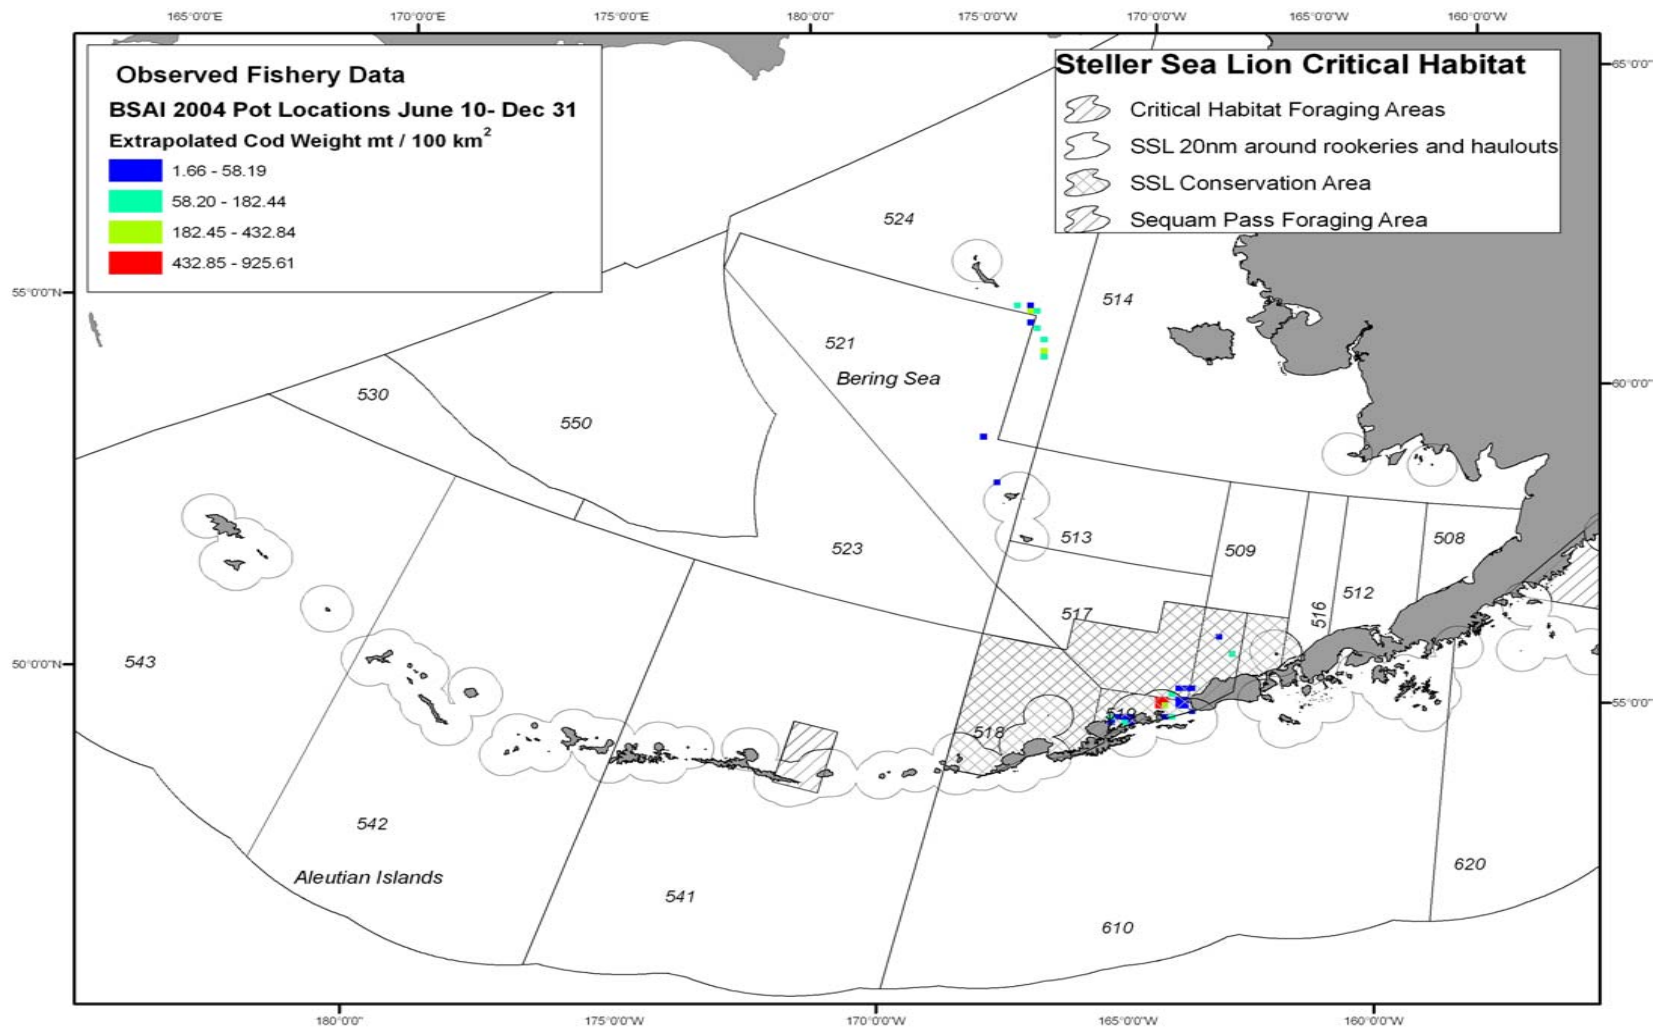 165°0'0"E
170°0'0"E
175°0'0"E
180°0'0"
175°0'0"W
170°0'0"W
165°0'0"W
160°0'0"W
Observed Fishery Data
BSAI 2004 Pot Locations June 10- Dec 31
Extrapolated Cod Weight mt / 100 km2
1.66 - 58.19
58.20 - 182.44
182.45 - 432.84
432.85 - 925.61
Steller Sea Lion Critical Habitat
Critical Habitat Foraging Areas
SSL 20nm around rookeries and haulouts
SSL Conservation Area
Sequam Pass Foraging Area
65°0'0"N
524
55°0'0"N
514
521
Bering Sea
60°0'0"N
530
550
513
523
509
508
512
516
517
50°0'0"N
543
55°0'0"N
519
518
542
Aleutian Islands
541
620
610
180°0'0"
175°0'0"W
170°0'0"W
165°0'0"W
160°0'0"W